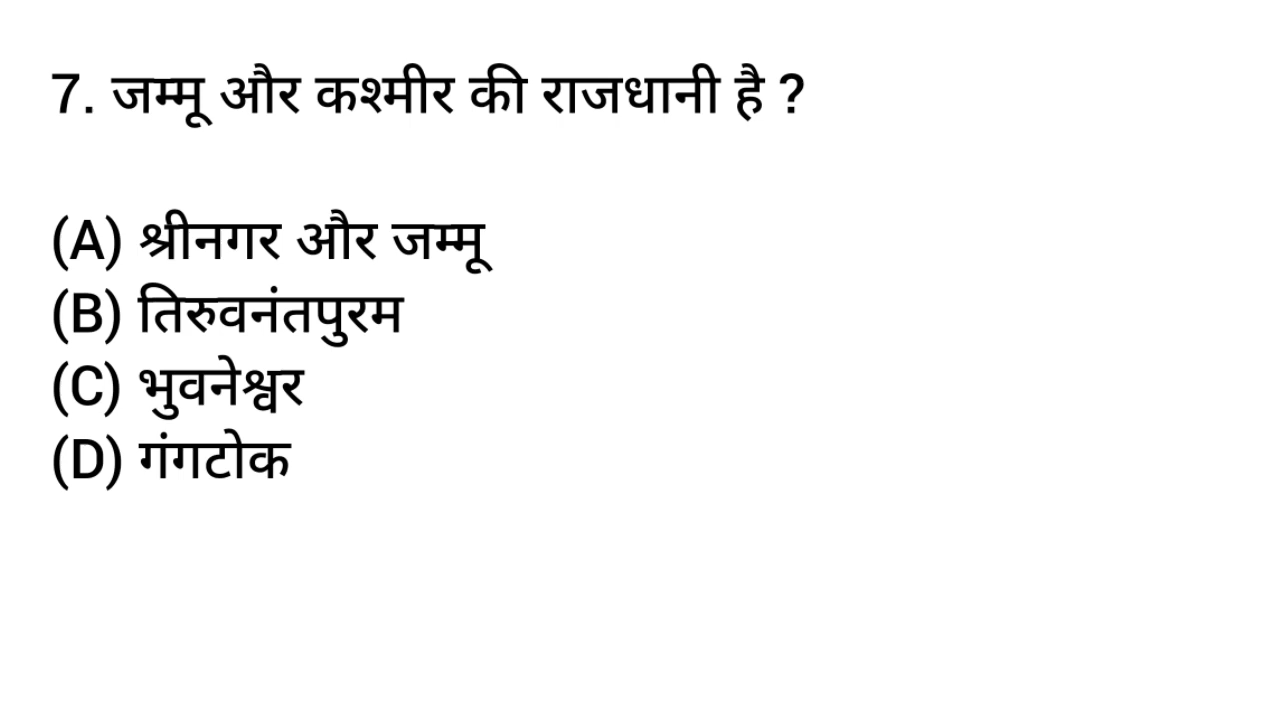 7. जम्मू और कश्मीर की राजधानी है ?
(A) श्रीनगर और जम्मू
(B) तिरुवनंतपुरम
(C) भुवनेश्वर
(D) गंगटोक